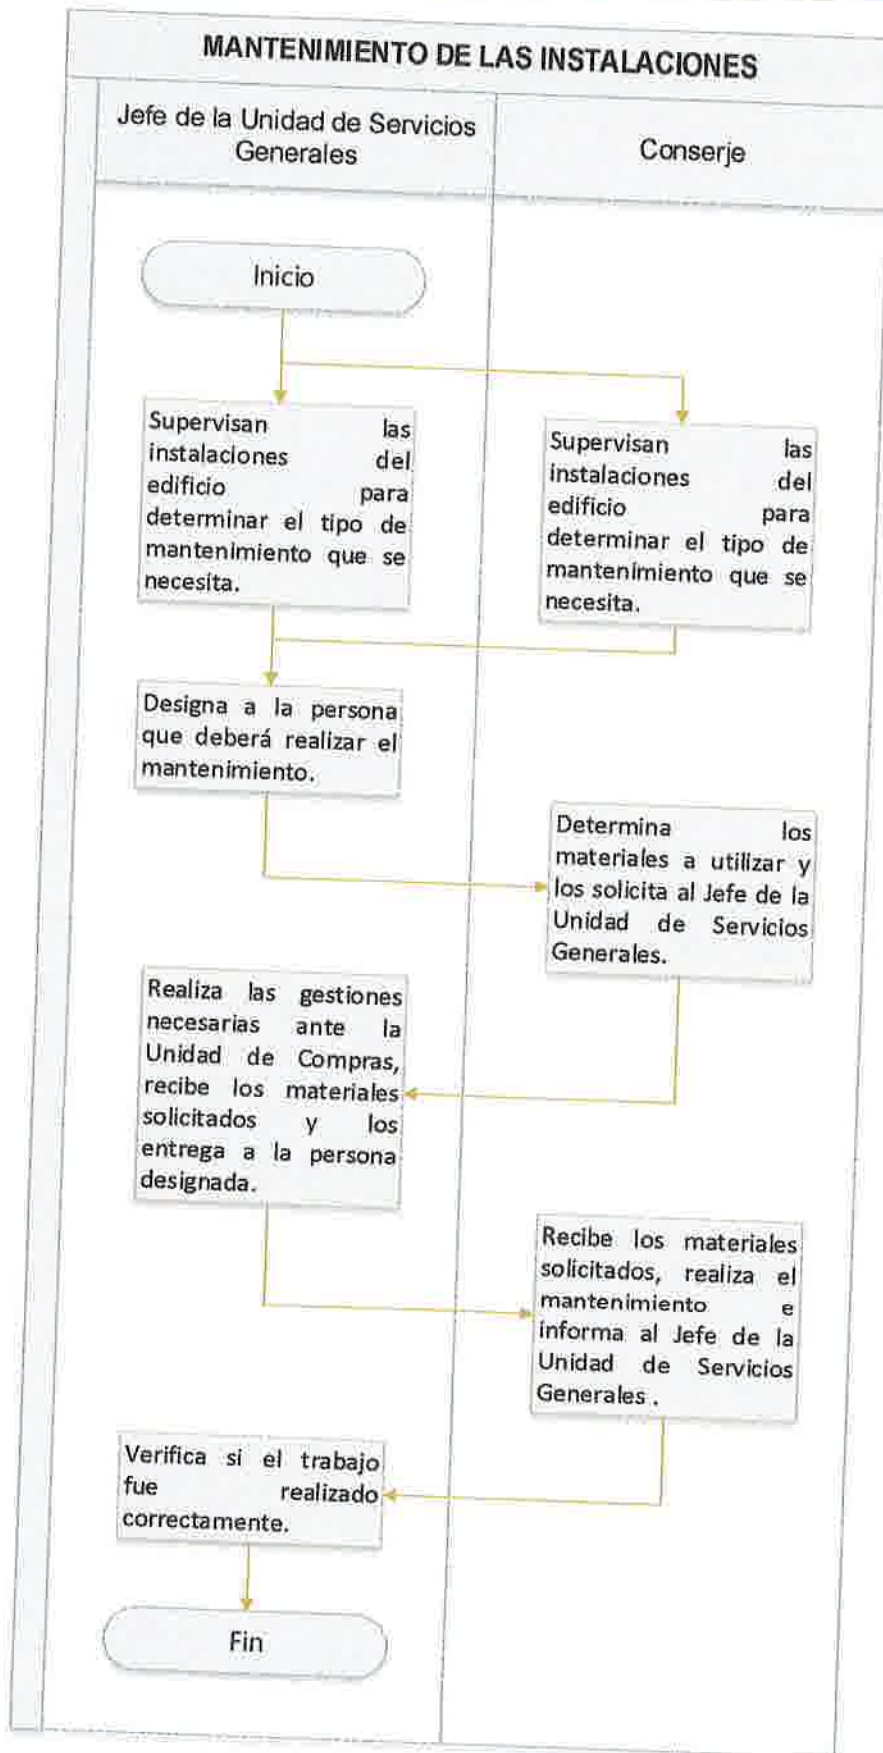 MANTENIMIENTO DE LAS INSTALACIONES
Jefe de la Unidad de Servicios
Generales
Conserje
Inicio
Supervisan las
instalaciones del
edificio para
determinar el tipo de
mantenimiento que se
necesita.
Supervisan las
instalaciones del
edificio para
determinar el tipo de
mantenimiento que se
necesita.
Designa a la persona
que deberá realizar el
mantenimiento.
Determina los
materiales a utilizar y
los solicita al Jefe de la
Unidad de Servicios
Generales.
Realiza las gestiones
necesarias ante la
Unidad de Compras,
recibe los materiales
solicitados y los
entrega a la persona
designada.
Recibe los materiales
solicitados, realiza el
mantenimiento e
informa al Jefe de la
Unidad de Servicios
Generales .
Verifica si el trabajo
fue realizado
correctamente.
Fin